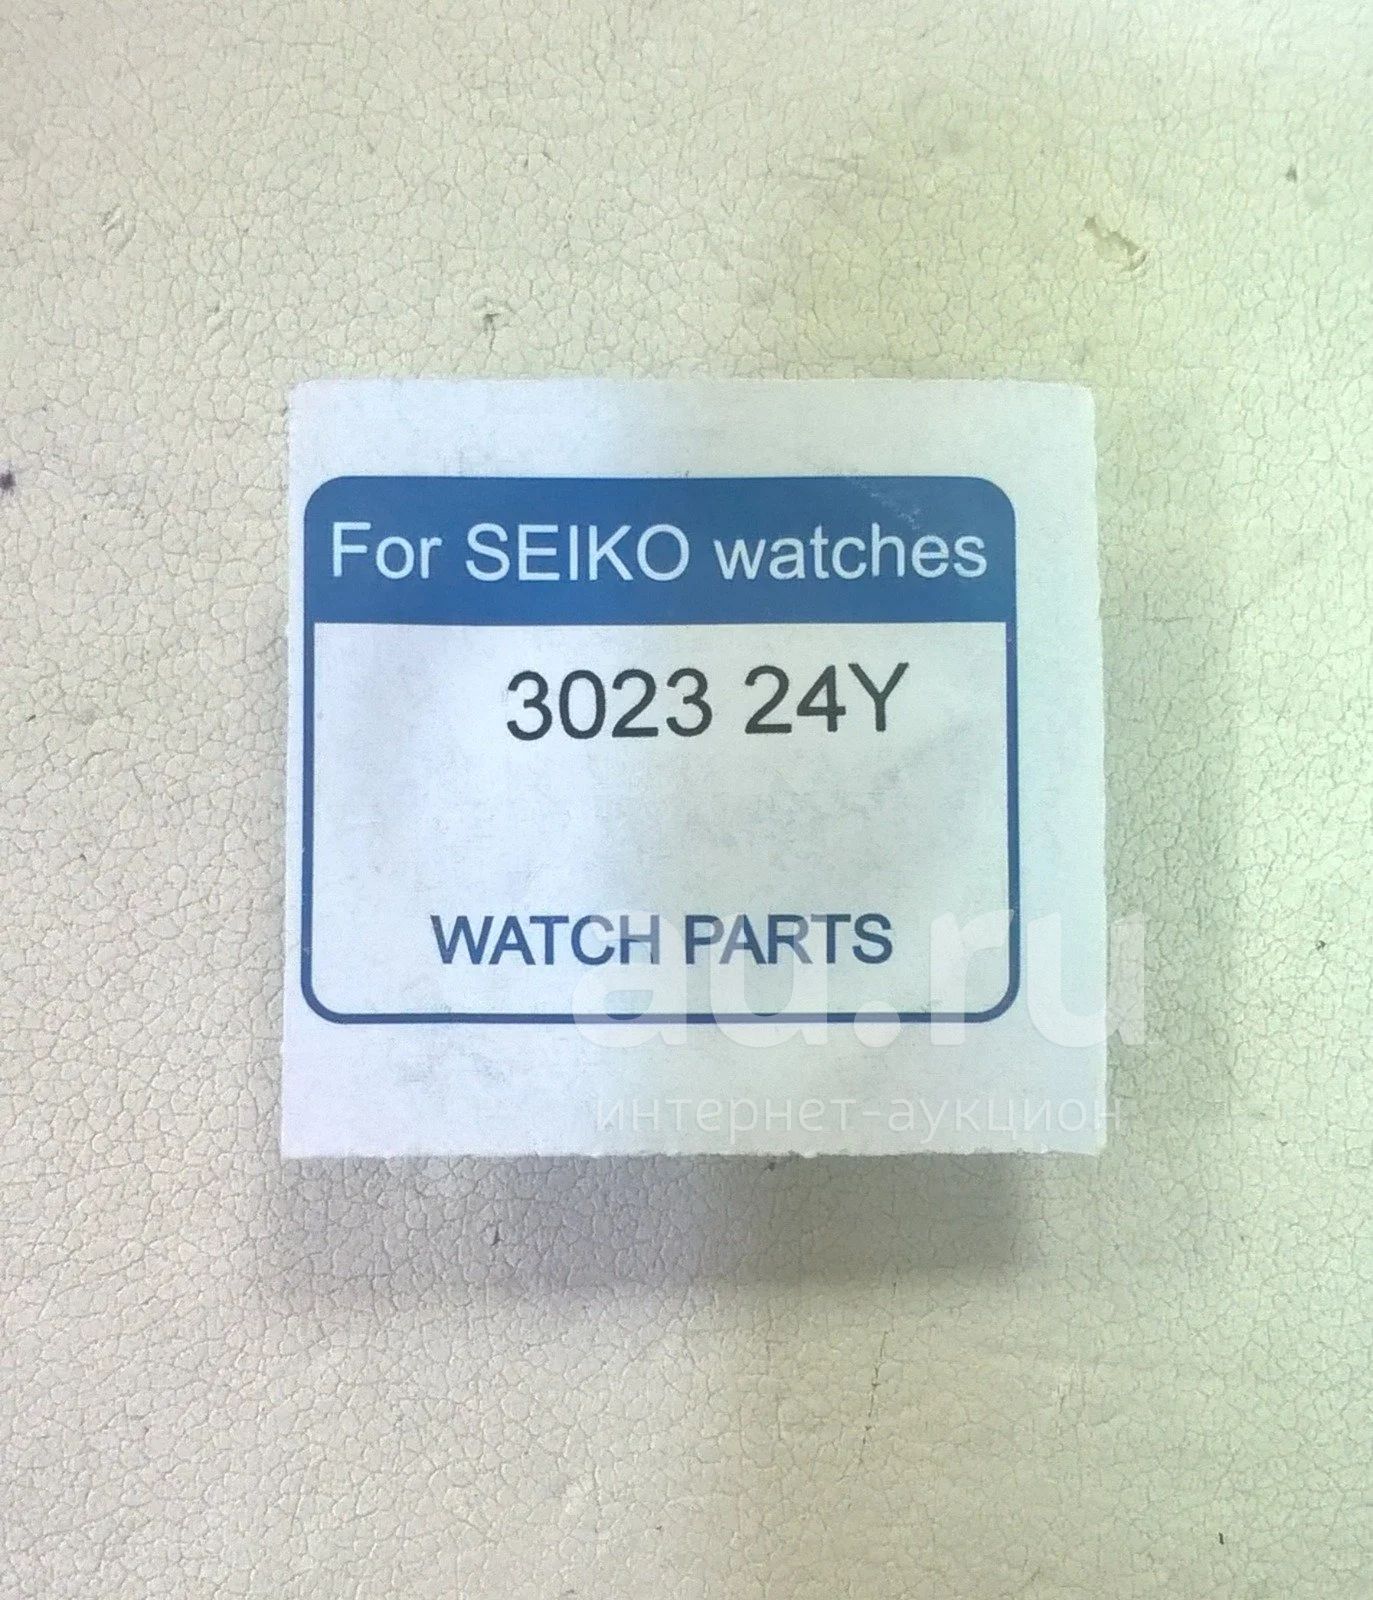 For SEIKO watches
3023 24Y
WATCH PARTS
au.ru
интернет-аукцион